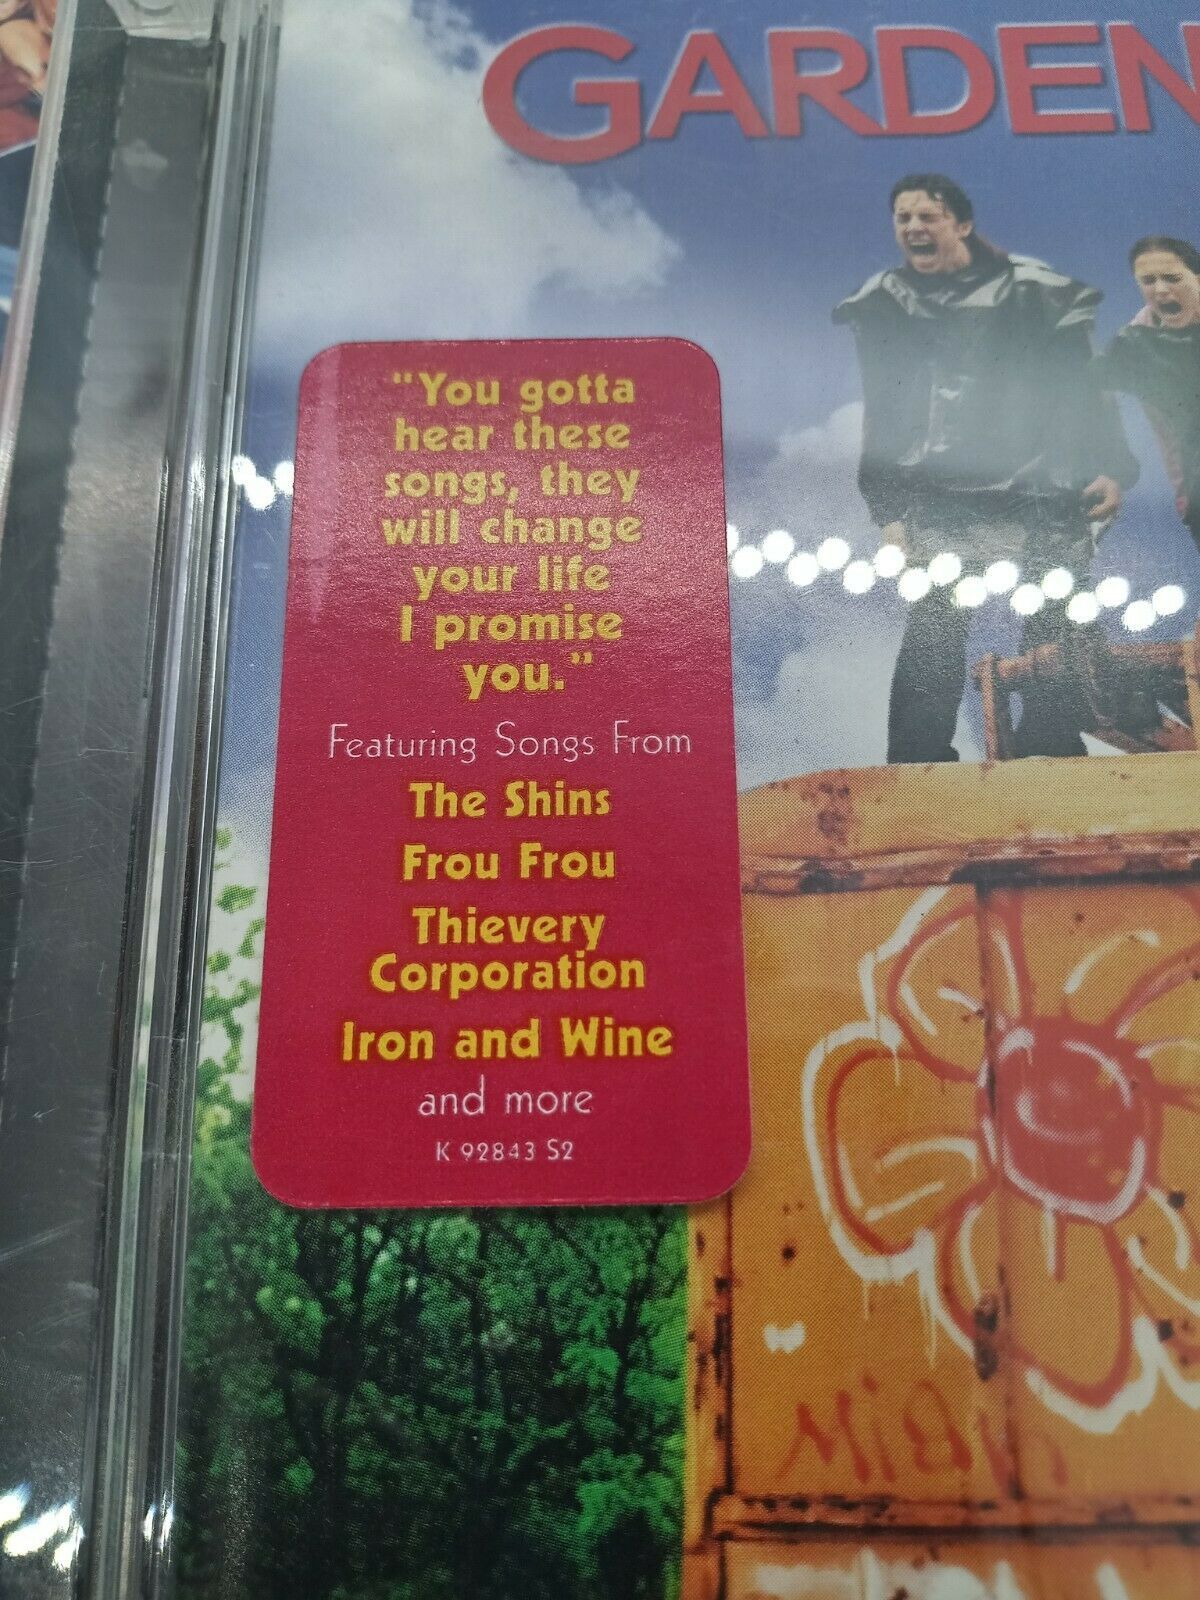 GARDEN
"You gotta
hear these
songs, they
will change
your life
I promise
you."
Featuring Songs From
The Shins
Frou Frou
Thievery
Corporation
Iron and Wine
and more
K 92843 S2